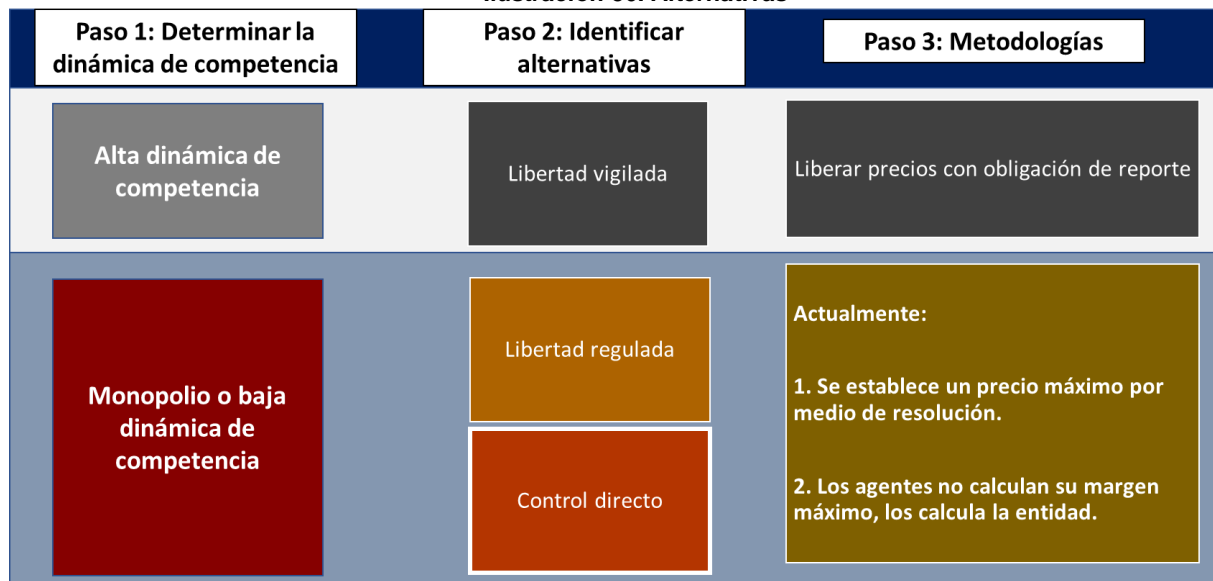 Paso 1: Determinar la
dinámica de competencia
Paso 2: Identificar
alternativas
Paso 3: Metodologías
Alta dinámica de
competencia
Libertad vigilada
Liberar precios con obligación de reporte
Monopolio o baja
dinámica de
competencia
Libertad regulada
Control directo
Actualmente:
1. Se establece un precio máximo por
medio de resolución.
2. Los agentes no calculan su margen
máximo, los calcula la entidad.